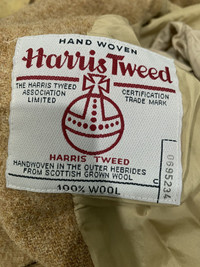 HAND WOVEN
Harris Tweed
THE HARRIS TWEED
ASSOCIATION
LIMITED
CERTIFICATION
TRADE MARK
HARRIS TWEED
HANDWOVEN IN THE OUTER HEBRIDES
FROM SCOTTISH GROWN WOOL
100% WOOL
0695234